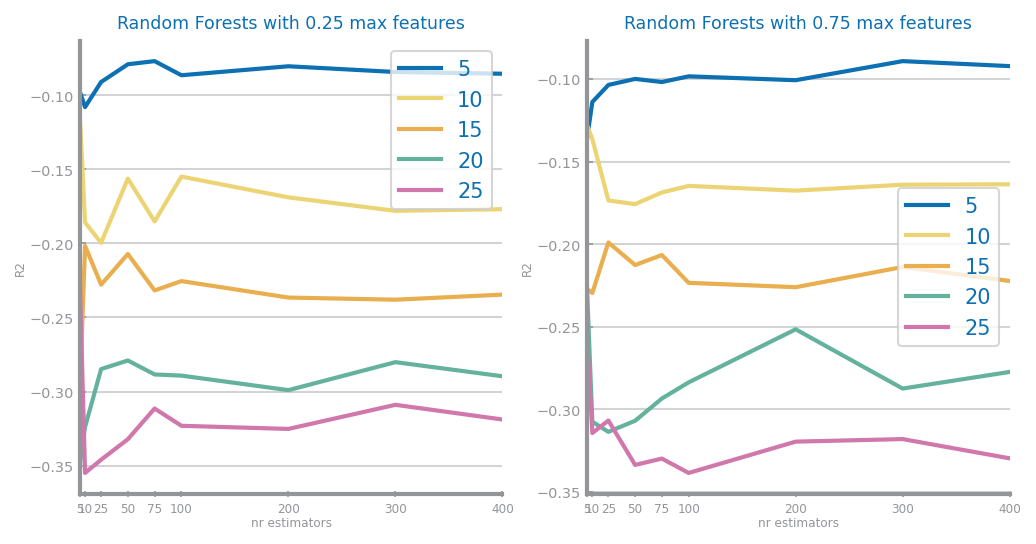 Random Forests with 0.25 max features
R2
−0.10
−0.15
−0.20
−0.25
−0.30
−0.35
5
10
15
20
25
5 10 25 50 75 100 200 300 400
nr estimators
Random Forests with 0.75 max features
R2
−0.10
−0.15
−0.20
−0.25
−0.30
−0.35
5
10
15
20
25
5 10 25 50 75 100 200 300 400
nr estimators